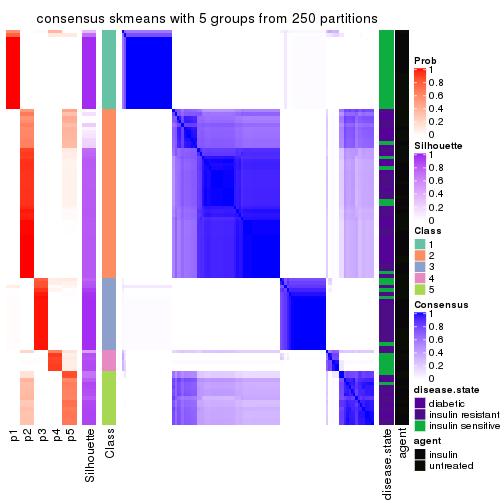 consensus skmeans with 5 groups from 250 partitions
Prob
1
0.8
0.6
0.4
0.2
0
Silhouette
1
0.8
0.6
0.4
0.2
0
Class
1
2
3
4
5
Consensus
1
0.8
0.6
0.4
0.2
0
disease.state
diabetic
insulin resistant
insulin sensitive
agent
insulin
untreated
p1
p2
p3
p4
p5
Silhouette
Class
disease.state
agent